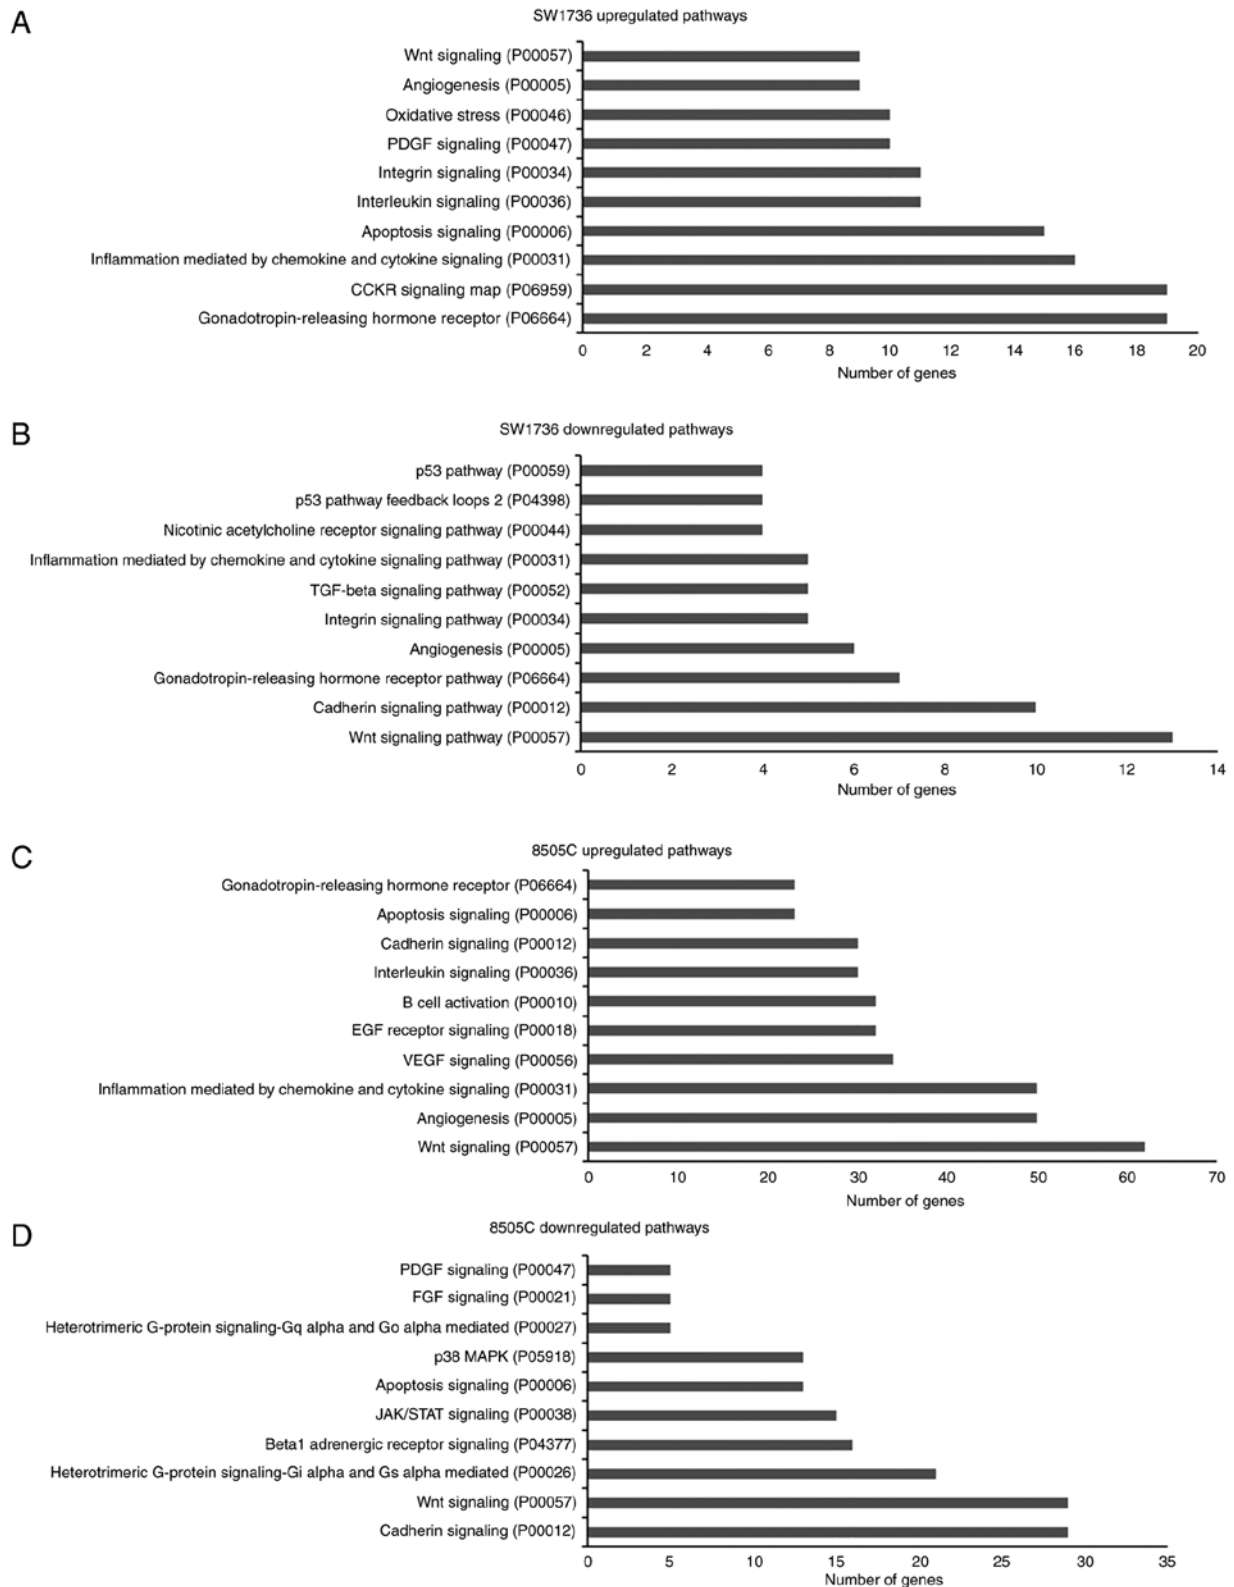 A
SW1736 upregulated pathways
Wnt signaling (P00057)
Angiogenesis (P00005)
Oxidative stress (P00046)
PDGF signaling (P00047)
Integrin signaling (P00034)
Interleukin signaling (P00036)
Apoptosis signaling (P00006)
Inflammation mediated by chemokine and cytokine signaling (P00031)
CCKR signaling map (P06959)
Gonadotropin-releasing hormone receptor (P06664)
0 2 4 6 8 10 12 14 16 18 20
Number of genes
B
SW1736 downregulated pathways
p53 pathway (P00059)
p53 pathway feedback loops 2 (P04398)
Nicotinic acetylcholine receptor signaling pathway (P00044)
Inflammation mediated by chemokine and cytokine signaling pathway (P00031)
TGF-beta signaling pathway (P00052)
Integrin signaling pathway (P00034)
Angiogenesis (P00005)
Gonadotropin-releasing hormone receptor pathway (P06664)
Cadherin signaling pathway (P00012)
Wnt signaling pathway (P00057)
0 2 4 6 8 10 12 14
Number of genes
C
8505C upregulated pathways
Gonadotropin-releasing hormone receptor (P06664)
Apoptosis signaling (P00006)
Cadherin signaling (P00012)
Interleukin signaling (P00036)
B cell activation (P00010)
EGF receptor signaling (P00018)
VEGF signaling (P00056)
Inflammation mediated by chemokine and cytokine signaling (P00031)
Angiogenesis (P00005)
Wnt signaling (P00057)
0 10 20 30 40 50 60 70
Number of genes
D
8505C downregulated pathways
PDGF signaling (P00047)
FGF signaling (P00021)
Heterotrimeric G-protein signaling-Gq alpha and Go alpha mediated (P00027)
p38 MAPK (P05918)
Apoptosis signaling (P00006)
JAK/STAT signaling (P00038)
Beta1 adrenergic receptor signaling (P04377)
Heterotrimeric G-protein signaling-Gi alpha and Gs alpha mediated (P00026)
Wnt signaling (P00057)
Cadherin signaling (P00012)
0 5 10 15 20 25 30 35
Number of genes